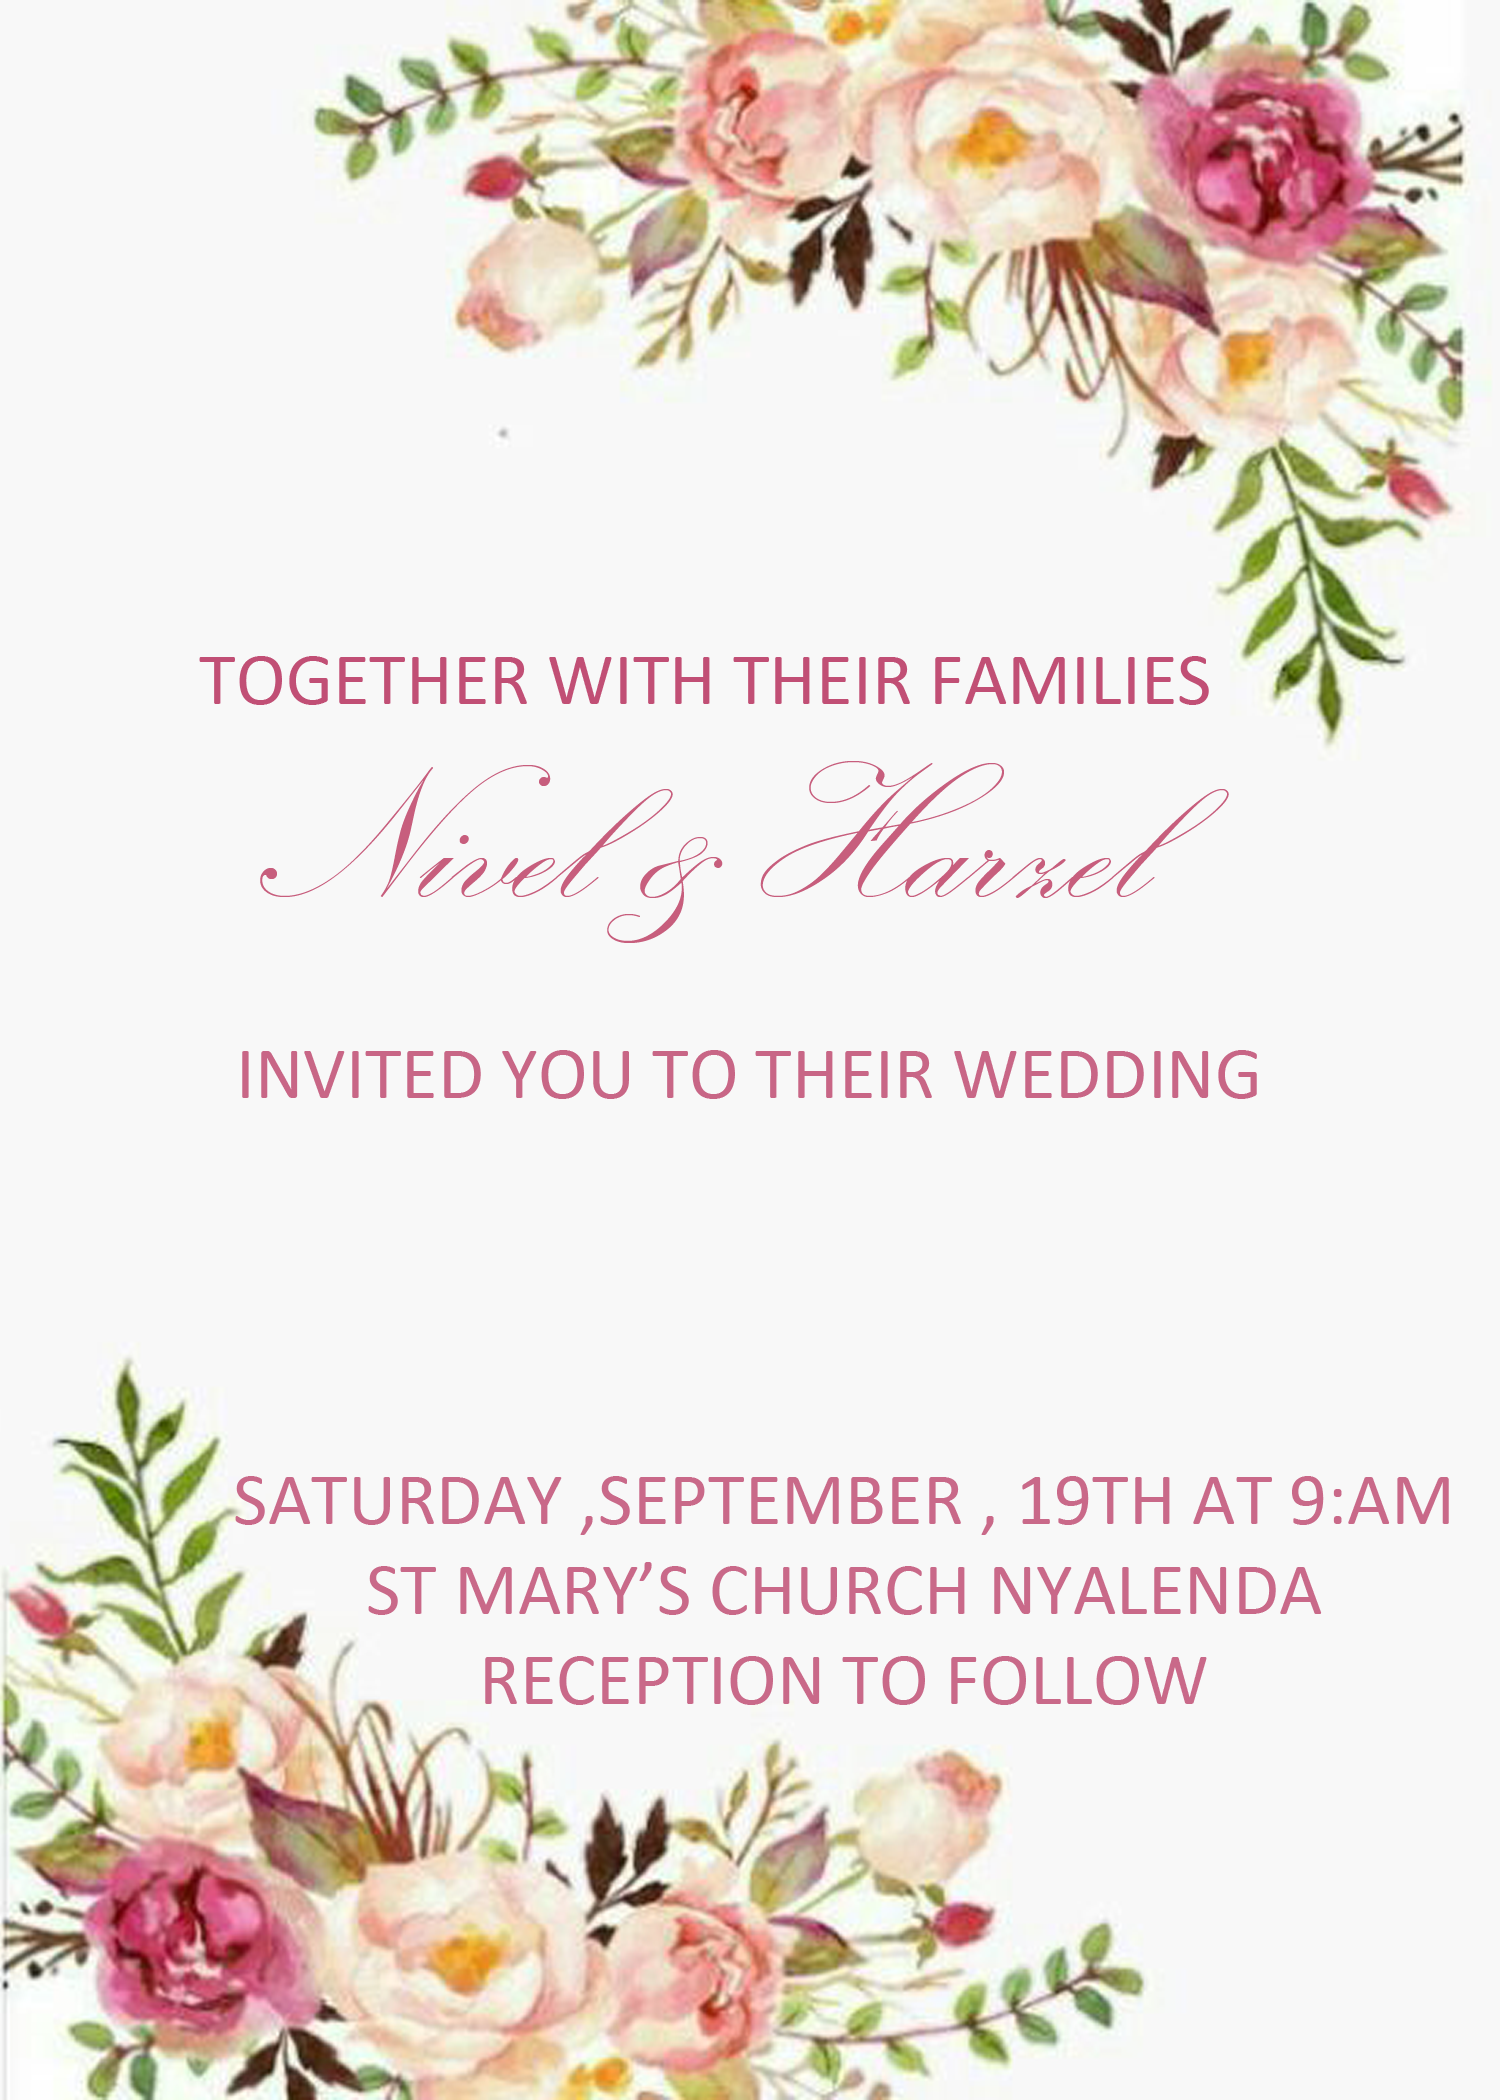 TOGETHER WITH THEIR FAMILIES
Nivel & Harzel
INVITED YOU TO THEIR WEDDING
SATURDAY ,SEPTEMBER , 19TH AT 9:AM
ST MARY’S CHURCH NYALENDA
RECEPTION TO FOLLOW